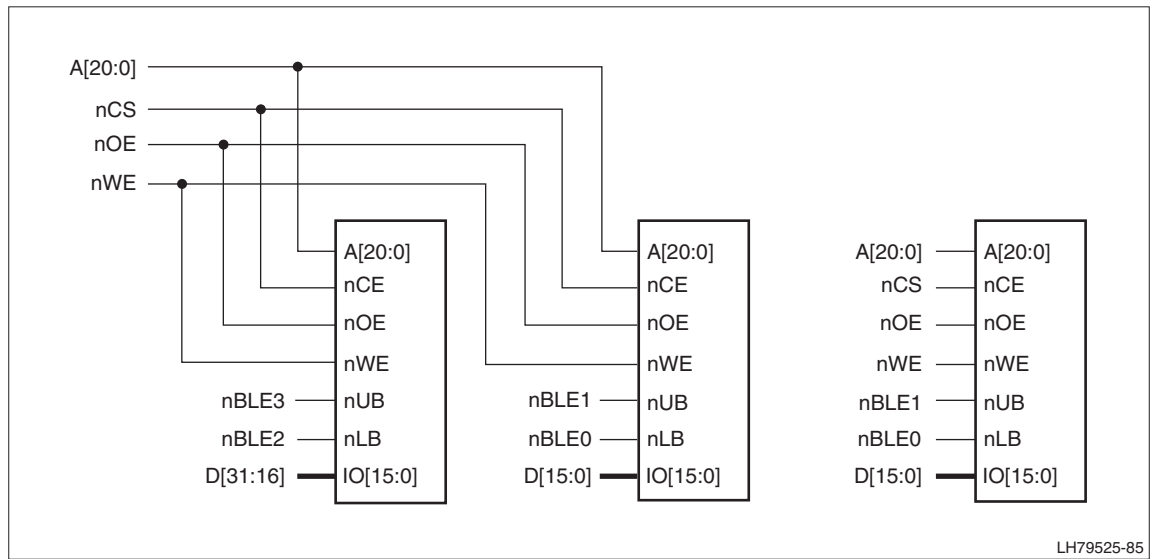 A[20:0]
nCS
nOE
nWE
A[20:0]
nCE
nOE
nWE
nBLE3 nUB
nBLE2 nLB
D[31:16] IO[15:0]
A[20:0]
nCE
nOE
nWE
nBLE1 nUB
nBLE0 nLB
D[15:0] IO[15:0]
A[20:0] A[20:0]
nCS nCE
nOE nOE
nWE nWE
nBLE1 nUB
nBLE0 nLB
D[15:0] IO[15:0]
LH79525-85